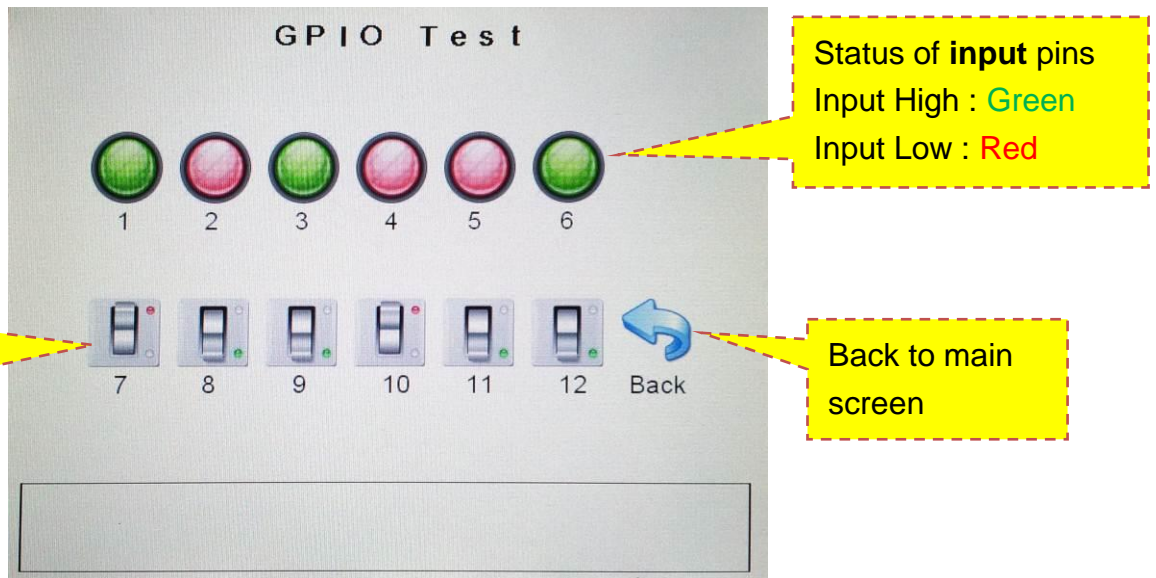 GPIO Test
Status of input pins
Input High : Green
Input Low : Red
1 2 3 4 5 6
7 8 9 10 11 12 Back
Back to main
screen